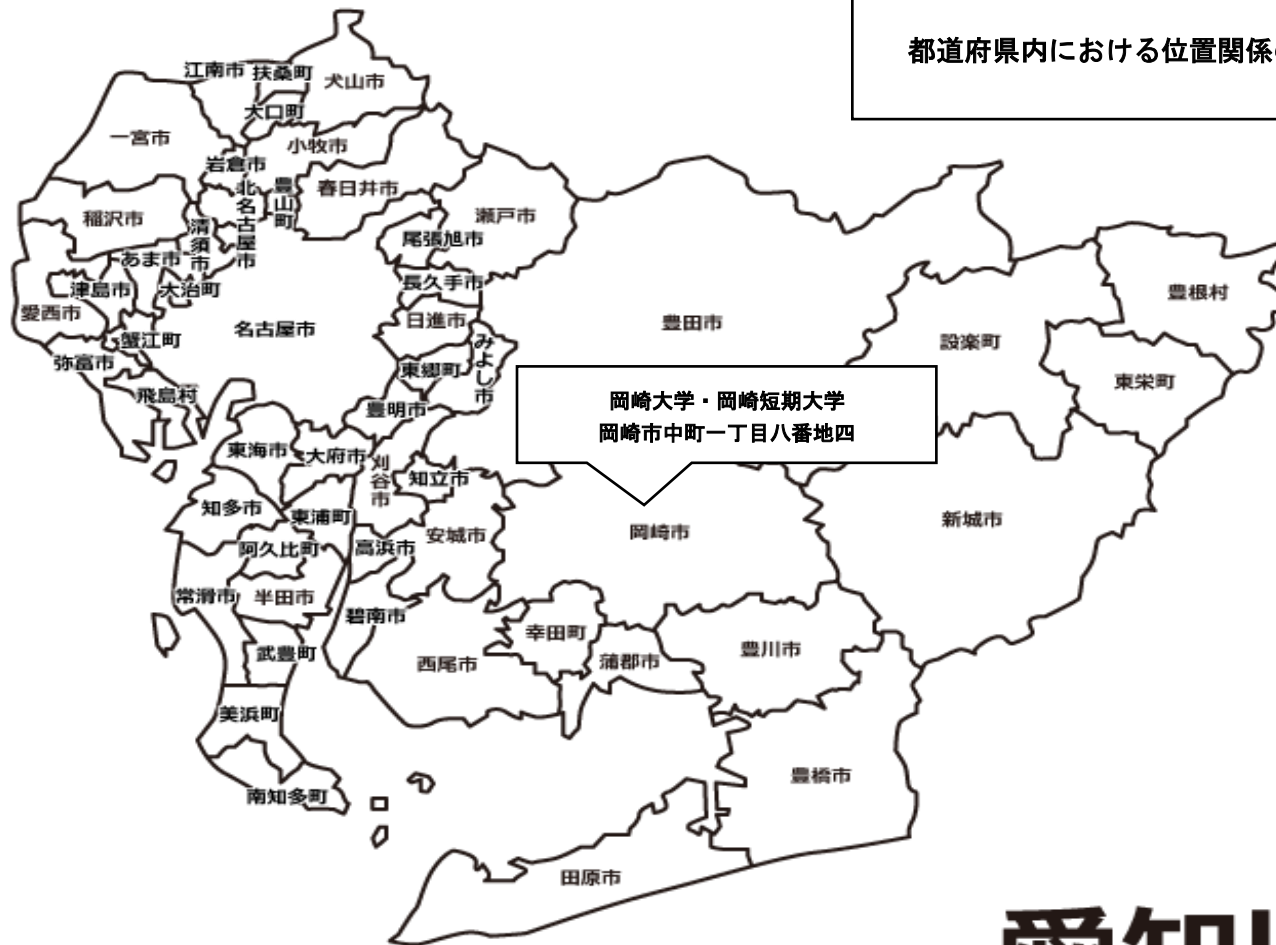 都道府県内における位置関係
江南市
扶桑町
犬山市
大口町
一宮市
小牧市
岩倉市
北名古屋市
豊山町
春日井市
稲沢市
清須市
瀬戸市
尾張旭市
あま市
津島市
大治町
長久手市
愛西市
名古屋市
日進市
豊田市
豊根村
設楽町
蟹江町
みよし市
弥富市
東郷町
東栄町
飛島村
豊明市
岡崎大学・岡崎短期大学
岡崎市中町一丁目八番地四
東海市
大府市
刈谷市
知立市
知多市
東浦町
安城市
岡崎市
新城市
阿久比町
高浜市
常滑市
半田市
碧南市
幸田町
武豊町
西尾市
蒲郡市
豊川市
美浜町
豊橋市
南知多町
田原市
愛知